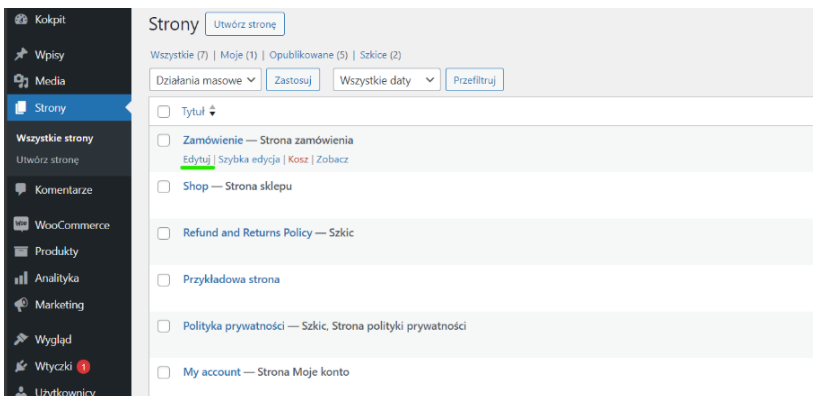 Kokpit
Wpisy
Media
Strony
Wszystkie strony
Utwórz stronę
Komentarze
Woo WooCommerce
Produkty
Analityka
Marketing
Wygląd
Wtyczki 1
Użytkownicy
Strony Utwórz stronę
Wszystkie (7) | Moje (1) | Opublikowane (5) | Szkice (2)
Działania masowe Zastosuj Wszystkie daty Przefiltruj
Tytuł
Zamówienie — Strona zamówienia
Edytuj | Szybka edycja | Kosz | Zobacz
Shop — Strona sklepu
Refund and Returns Policy — Szkic
Przykładowa strona
Polityka prywatności — Szkic, Strona polityki prywatności
My account — Strona Moje konto